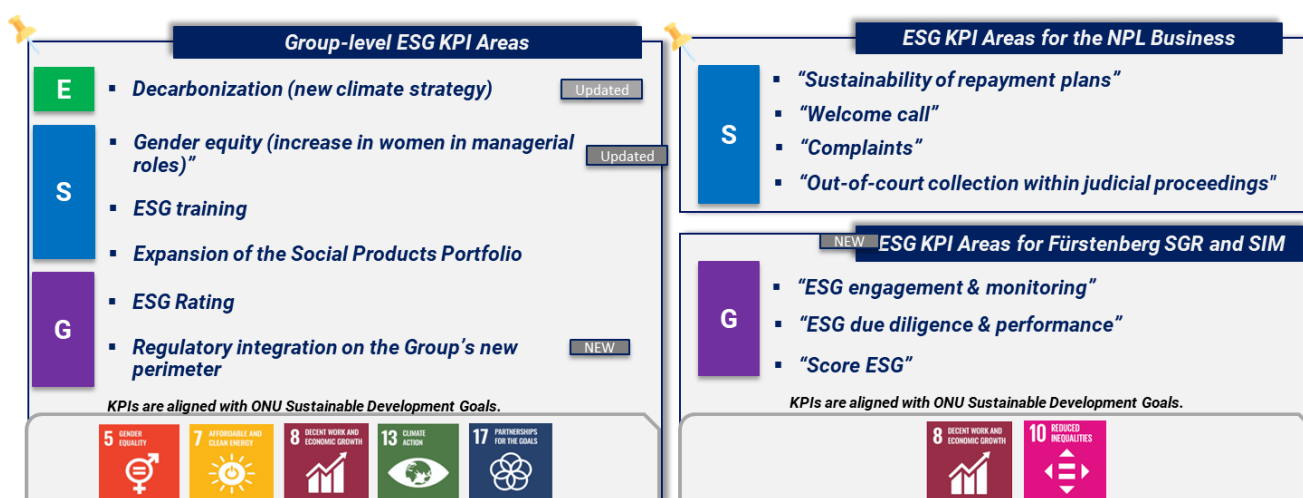 Group-level ESG KPI Areas
E
▪ Decarbonization (new climate strategy)
Updated
S
▪ Gender equity (increase in women in managerial
roles)”
Updated
▪ ESG training
▪ Expansion of the Social Products Portfolio
G
▪ ESG Rating
▪ Regulatory integration on the Group’s new
perimeter
NEW
KPIs are aligned with ONU Sustainable Development Goals.
5 GENDER
EQUALITY
7 AFFORDABLE AND
CLEAN ENERGY
8 DECENT WORK AND
ECONOMIC GROWTH
13 CLIMATE
ACTION
17 PARTNERSHIPS
FOR THE GOALS
ESG KPI Areas for the NPL Business
S
▪ “Sustainability of repayment plans”
▪ “Welcome call”
▪ “Complaints”
▪ “Out-of-court collection within judicial proceedings"
NEW
ESG KPI Areas for Fürstenberg SGR and SIM
G
▪ “ESG engagement & monitoring”
▪ “ESG due diligence & performance”
▪ “Score ESG”
KPIs are aligned with ONU Sustainable Development Goals.
8 DECENT WORK AND
ECONOMIC GROWTH
10 REDUCED
INEQUALITIES